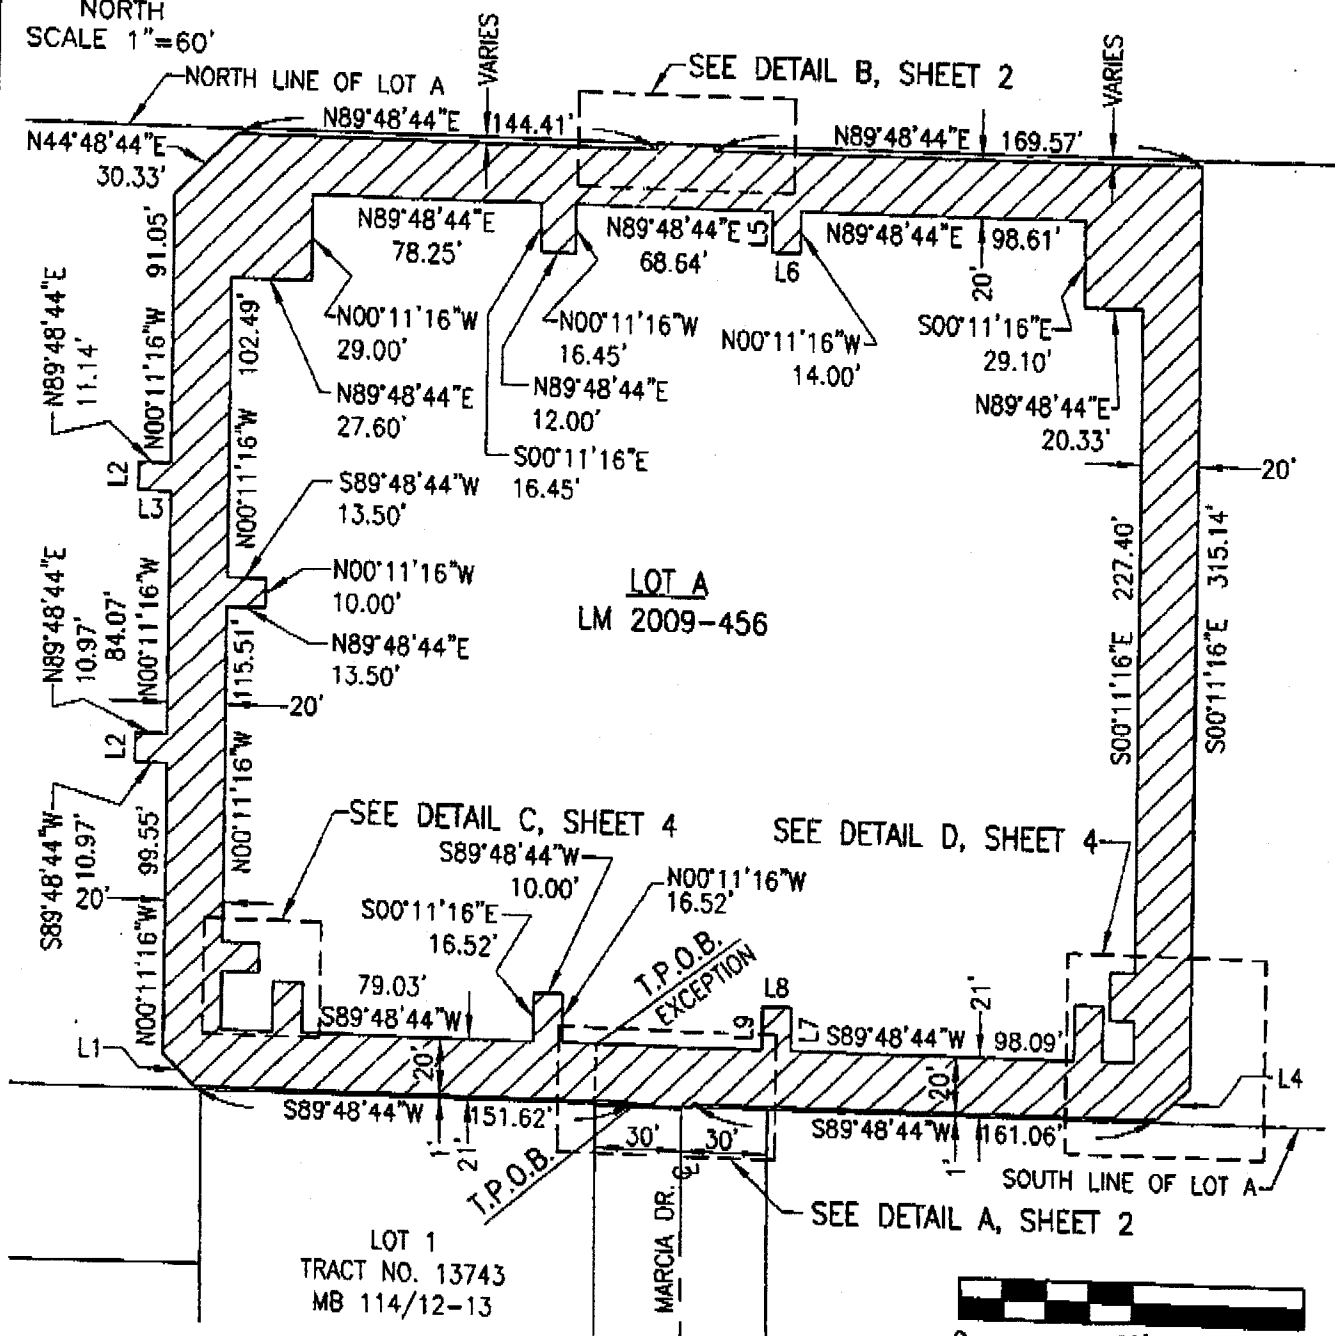 NORTH
SCALE 1"=60'
NORTH LINE OF LOT A
VARIES
SEE DETAIL B, SHEET 2
VARIES
N89°48'44"E 144.41'
N89°48'44"E 169.57'
N44°48'44"E
30.33'
N89°48'44"E
78.25'
N89°48'44"E
68.64'
L5
L6
N89°48'44"E 98.61'
20'
N00°11'16"W 91.05'
N89°48'44"E
11.14'
N00°11'16"W 102.49'
N00°11'16"W
29.00'
N89°48'44"E
27.60'
N00°11'16"W
16.45'
N89°48'44"E
12.00'
S00°11'16"E
16.45'
N00°11'16"W
14.00'
S00°11'16"E
29.10'
N89°48'44"E
20.33'
20'
L2
L3
S89°48'44"W
13.50'
N00°11'16"W
10.00'
N89°48'44"E
13.50'
LOT A
LM 2009-456
S00°11'16"E 227.40'
S00°11'16"E 315.14'
N89°48'44"E
10.97'
N00°11'16"W
84.07'
N00°11'16"W 115.51'
20'
L2
S89°48'44"W
10.97'
N00°11'16"W 99.55'
20'
SEE DETAIL C, SHEET 4
SEE DETAIL D, SHEET 4
S89°48'44"W
10.00'
N00°11'16"W
16.52'
S00°11'16"E
16.52'
79.03'
S89°48'44"W
T.P.O.B.
EXCEPTION
L8
L9
L7
S89°48'44"W 98.09'
21'
L1
20'
20'
L4
S89°48'44"W 151.62'
S89°48'44"W 161.06'
1'
21'
30'
30'
1'
T.P.O.B.
SOUTH LINE OF LOT A
SEE DETAIL A, SHEET 2
MARCIA DR.
LOT 1
TRACT NO. 13743
MB 114/12-13